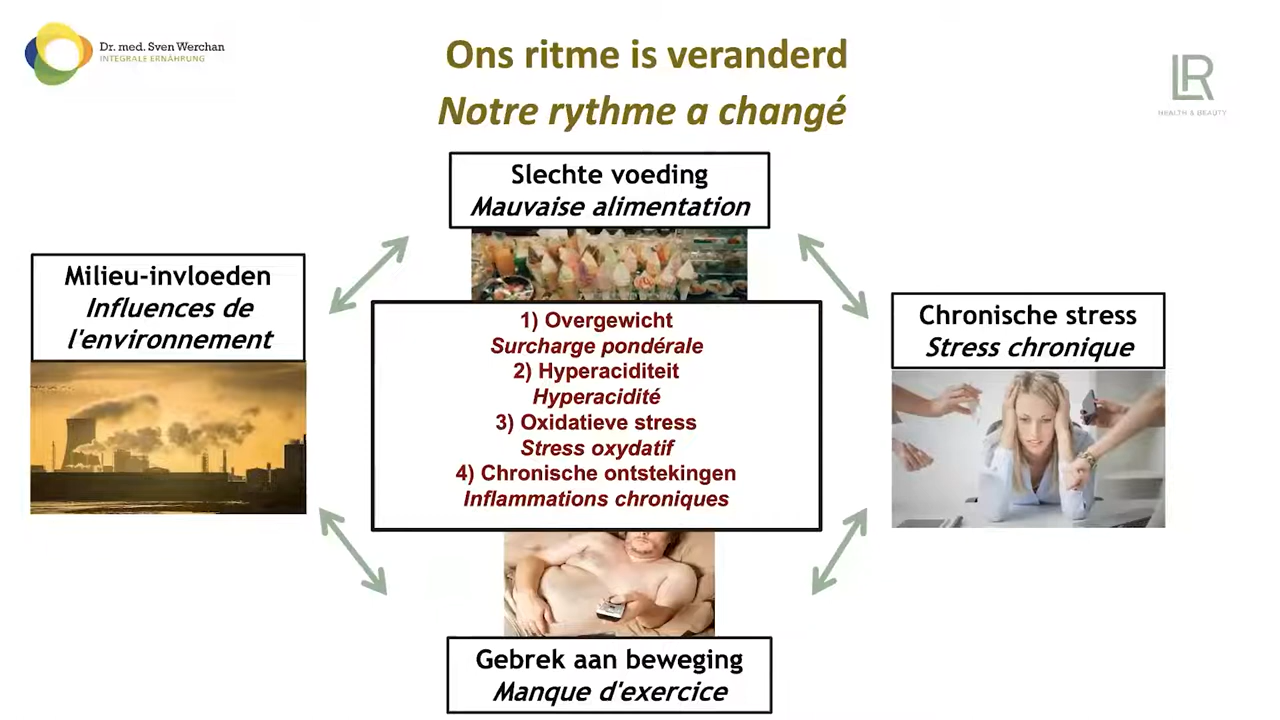 Dr. med. Sven Werchan
INTEGRALE ERNÄHRUNG
Ons ritme is veranderd
Notre rythme a changé
LR
HEALTH & BEAUTY
Slechte voeding
Mauvaise alimentation
Milieu-invloeden
Influences de
l'environnement
1) Overgewicht
Surcharge pondérale
2) Hyperaciditeit
Hyperacidité
3) Oxidatieve stress
Stress oxydatif
4) Chronische ontstekingen
Inflammations chroniques
Chronische stress
Stress chronique
Gebrek aan beweging
Manque d'exercice